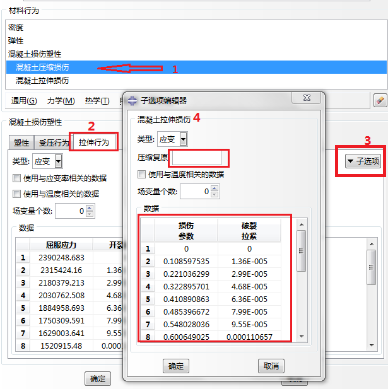 材料行为
密度
弹性
混凝土损伤塑性
混凝土压缩损伤
混凝土拉伸损伤
1
通用(G) 力学(M) 热学(T)
混凝土损伤塑性
2
塑性 受压行为 拉伸行为
类型: 应变
使用与应变率相关的数据
使用与温度相关的数据
场变量个数: 0
数据
屈服应力
1 2390248.683
2 2315424.16 1.36
3 2180379.213 2.99
4 2030762.508 4.68
5 1884958.693 6.36
6 1750309.591 7.99
7 1629003.641 9.55
8 1520915.48 0.000
确定
3
子选项
子选项编辑器
混凝土拉伸损伤 4
类型: 应变
压缩复原
使用与温度相关的数据
场变量个数: 0
数据
损伤 破裂
参数 拉紧
1 0 0
2 0.108597535 1.36E-005
3 0.221036299 2.99E-005
4 0.322895701 4.68E-005
5 0.410890863 6.36E-005
6 0.485396672 7.99E-005
7 0.548028036 9.55E-005
8 0.600649025 0.000110657
确定 取消